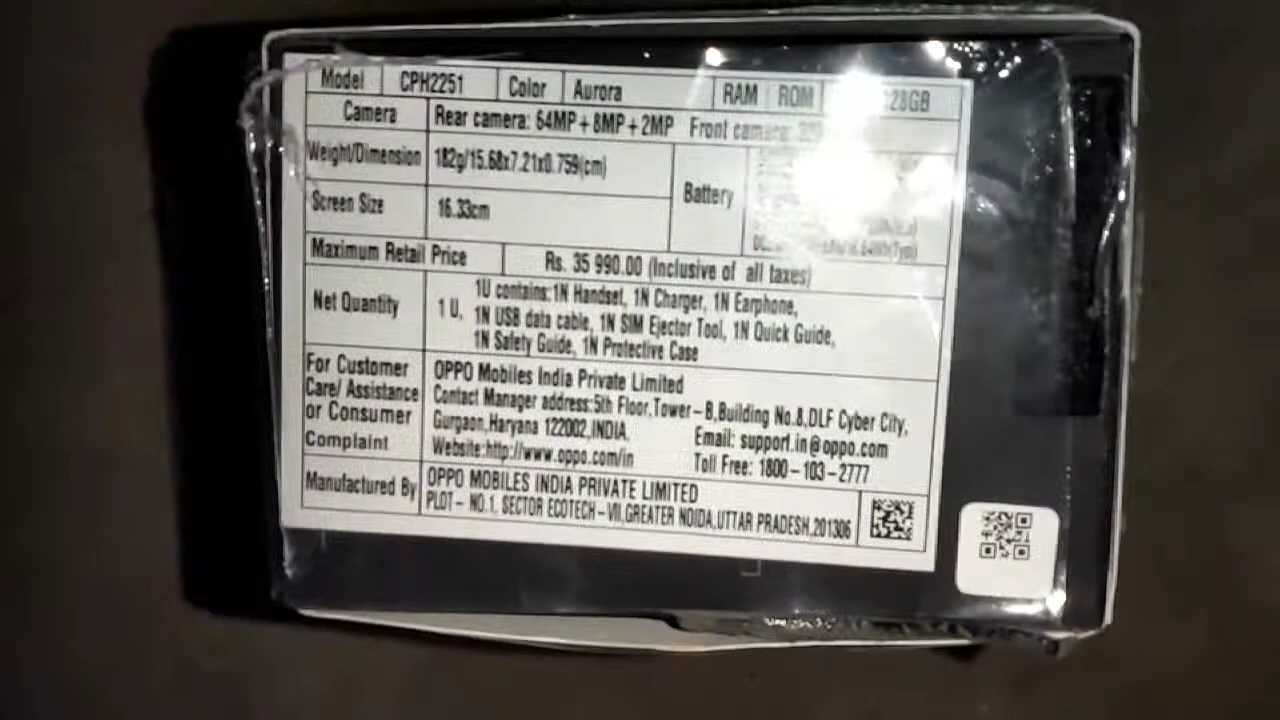 Model CPH2251 Color Aurora RAM ROM 128GB
Camera Rear camera: 64MP+8MP+2MP Front camera:
Weight/Dimension 182g/15.68x7.21x0.759(cm)
Battery
Screen Size 16.33cm
Maximum Retail Price Rs. 35 990.00 (Inclusive of all taxes)
Net Quantity 1 U, 1U contains:1N Handset, 1N Charger, 1N Earphone,
1N USB data cable, 1N SIM Ejector Tool, 1N Quick Guide,
1N Safety Guide, 1N Protective Case
For Customer
Care/ Assistance
or Consumer
Complaint
OPPO Mobiles India Private Limited
Contact Manager address:5th Floor,Tower-B,Building No.8,DLF Cyber City,
Gurgaon,Haryana 122002,INDIA. Email: support.in@oppo.com
Website:http://www.oppo.com/in Toll Free: 1800-103-2777
Manufactured By OPPO MOBILES INDIA PRIVATE LIMITED
PLOT- NO.1, SECTOR ECOTECH-VII,GREATER NOIDA,UTTAR PRADESH,201306